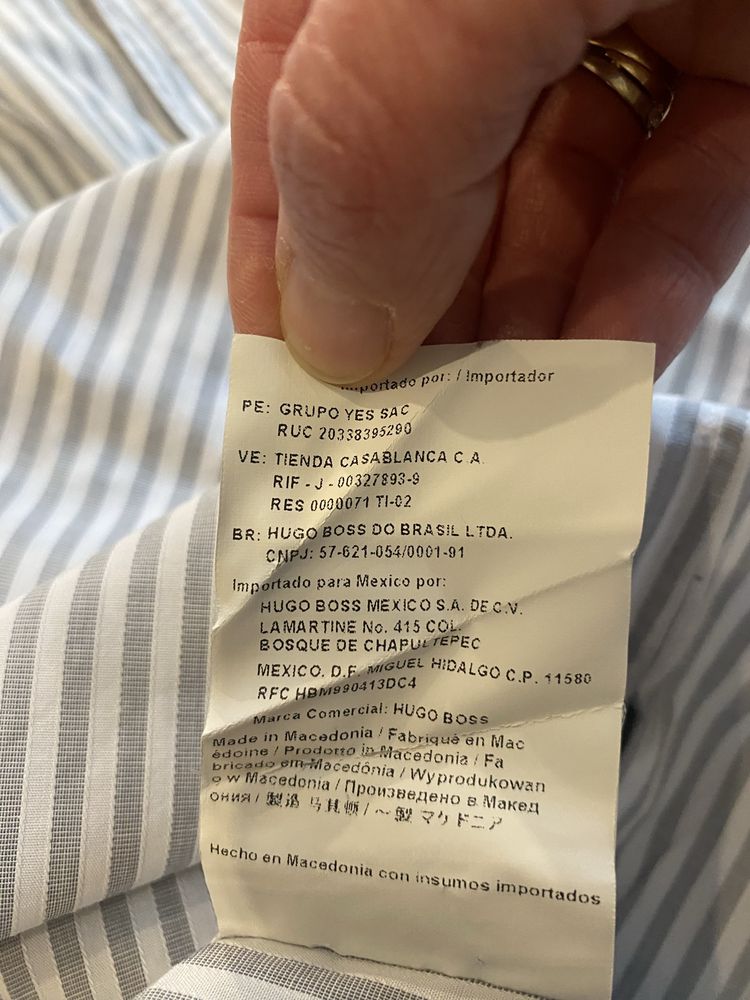 Importado por: / Importador
PE: GRUPO YES SAC
RUC 20338395290
VE: TIENDA CASABLANCA C.A.
RIF - J - 00327893-9
RES 0000071 TI-02
BR: HUGO BOSS DO BRASIL LTDA.
CNPJ: 57-621-054/0001-91
Importado para Mexico por:
HUGO BOSS MEXICO S.A. DE C.V.
LAMARTINE No. 415 COL.
BOSQUE DE CHAPULTEPEC
MEXICO. D.F. MIGUEL HIDALGO C.P. 11580
RFC HBM990413DC4
Marca Comercial: HUGO BOSS
Made in Macedonia / Fabriqué en Mac
édoine / Prodotto in Macedonia / Fa
bricado em Macedônia / Wyprodukowan
o w Macedonia / Произведено в Макед
ония / 製造 马其顿 / 製 マケドニア
Hecho en Macedonia con insumos importados